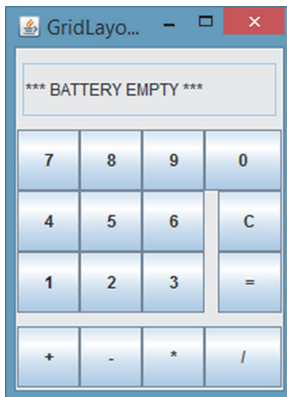 GridLayo...
*** BATTERY EMPTY ***
7 8 9 0
4 5 6 C
1 2 3 =
+ - * /